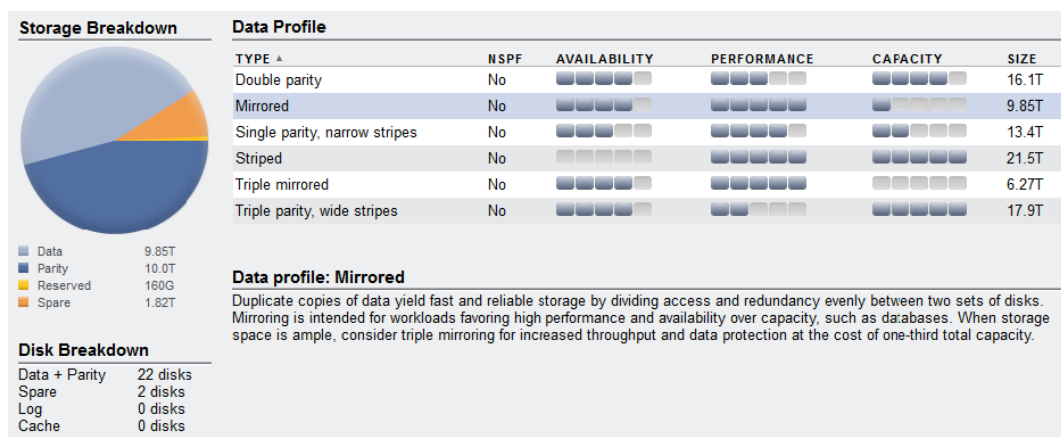 Storage Breakdown
Data 9.85T
Parity 10.0T
Reserved 160G
Spare 1.82T
Disk Breakdown
Data + Parity 22 disks
Spare 2 disks
Log 0 disks
Cache 0 disks
Data Profile
TYPE ▲ NSPF AVAILABILITY PERFORMANCE CAPACITY SIZE
Double parity No 16.1T
Mirrored No 9.85T
Single parity, narrow stripes No 13.4T
Striped No 21.5T
Triple mirrored No 6.27T
Triple parity, wide stripes No 17.9T
Data profile: Mirrored
Duplicate copies of data yield fast and reliable storage by dividing access and redundancy evenly between two sets of disks.
Mirroring is intended for workloads favoring high performance and availability over capacity, such as databases. When storage
space is ample, consider triple mirroring for increased throughput and data protection at the cost of one-third total capacity.